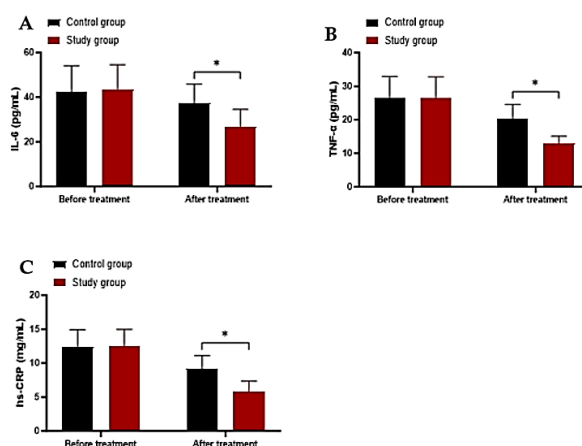 A
Control group
Study group
IL-6 (pg/mL)
60
40
20
0
*
Before treatment
After treatment
B
Control group
Study group
TNF-α (pg/mL)
40
30
20
10
0
*
Before treatment
After treatment
C
Control group
Study group
hs-CRP (mg/mL)
20
15
10
5
0
*
Before treatment
After treatment